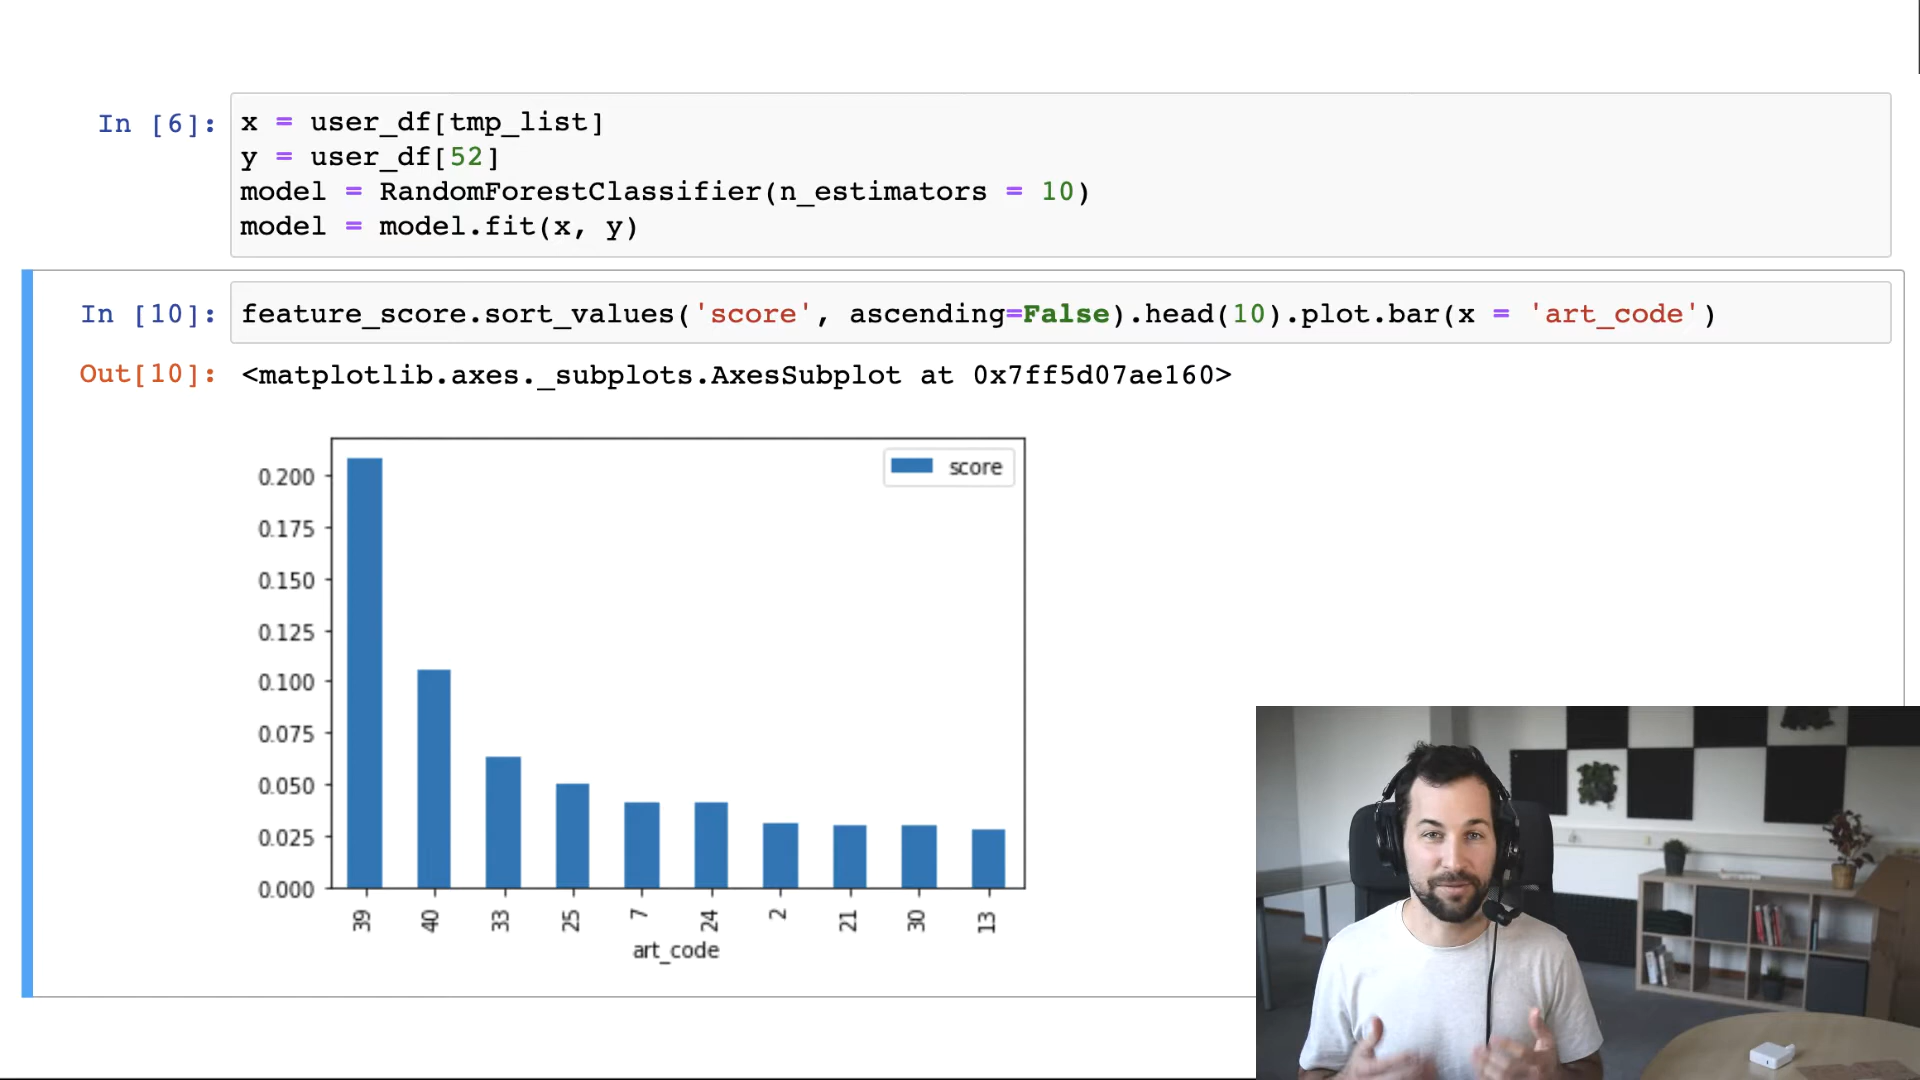 In [6]:
x = user_df[tmp_list]
y = user_df[52]
model = RandomForestClassifier(n_estimators = 10)
model = model.fit(x, y)
In [10]:
feature_score.sort_values('score', ascending=False).head(10).plot.bar(x = 'art_code')
Out[10]:
<matplotlib.axes._subplots.AxesSubplot at 0x7ff5d07ae160>
score
0.200
0.175
0.150
0.125
0.100
0.075
0.050
0.025
0.000
39 40 33 25 7 24 2 21 30 13
art_code